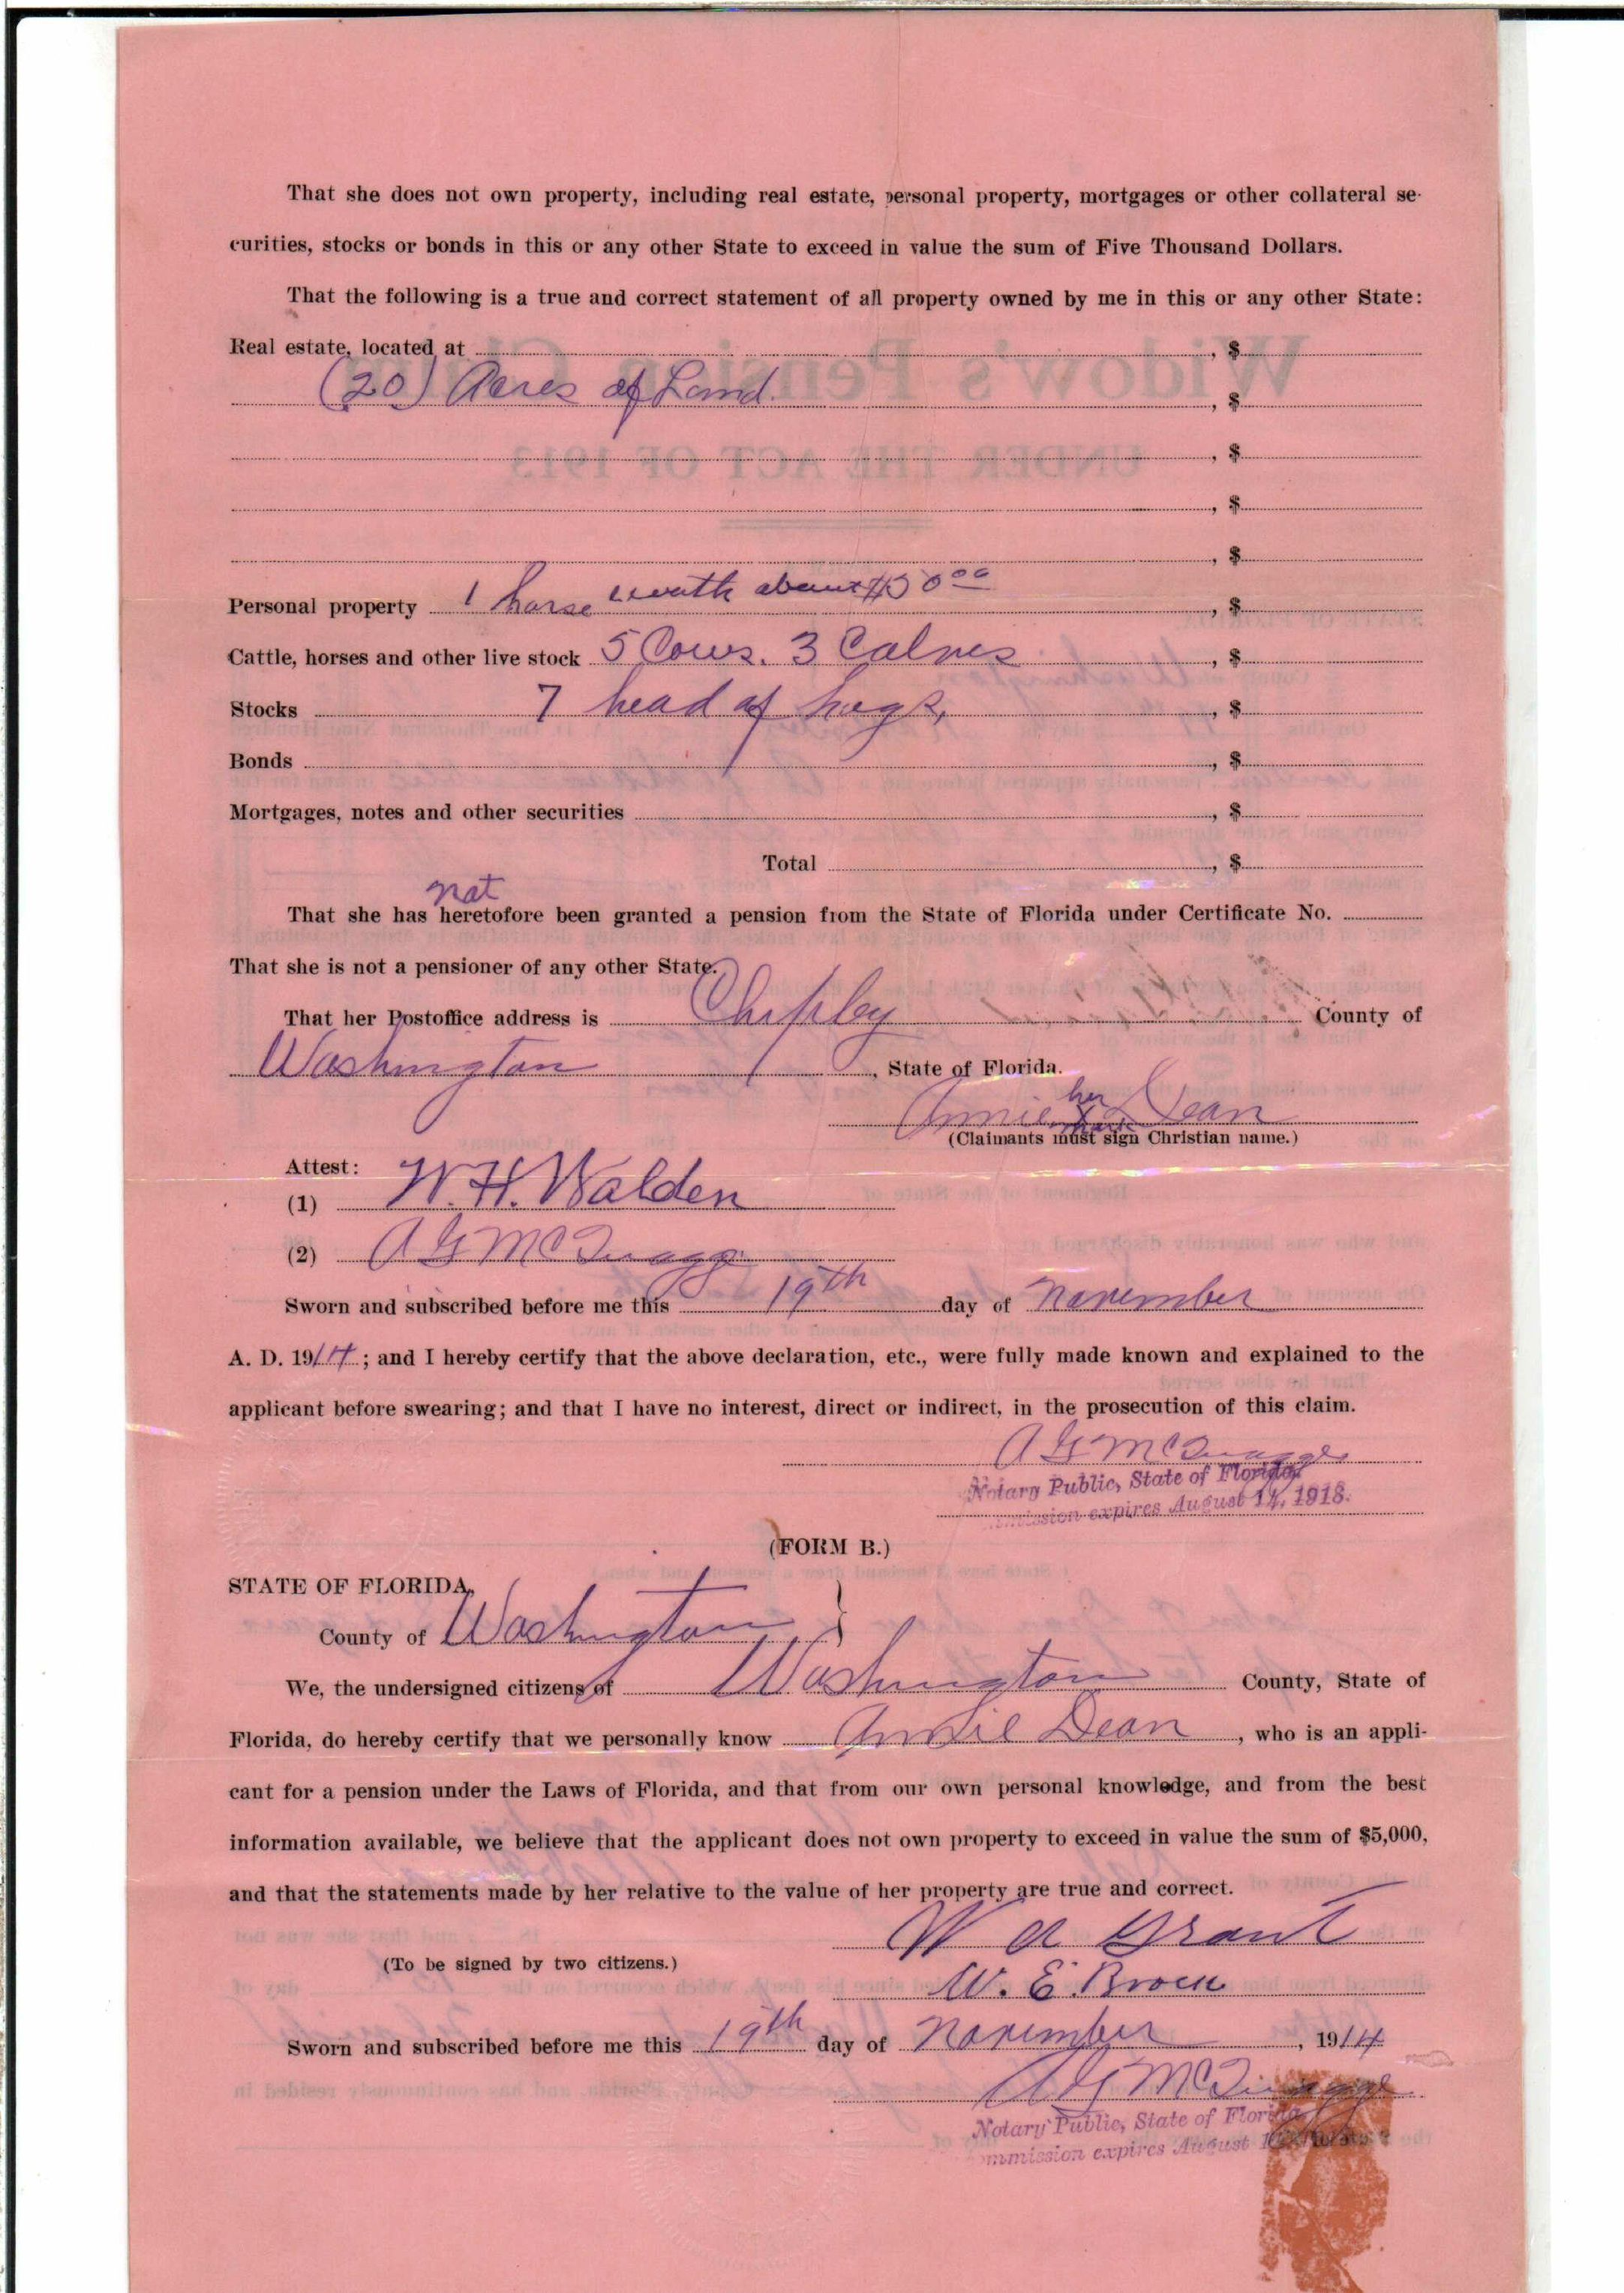 That she does not own property, including real estate, personal property, mortgages or other collateral se-
curities, stocks or bonds in this or any other State to exceed in value the sum of Five Thousand Dollars.
That the following is a true and correct statement of all property owned by me in this or any other State:
Real estate, located at , $
(20) Acres of Land. , $
, $
, $
, $
Personal property 1 horse worth about $50 00 , $
Cattle, horses and other live stock 5 Cows. 3 Calves , $
Stocks 7 head of hogs, , $
Bonds , $
Mortgages, notes and other securities , $
Total , $
not
That she has heretofore been granted a pension from the State of Florida under Certificate No.
That she is not a pensioner of any other State.
That her Postoffice address is Chipley County of
Washington , State of Florida.
her
Annie X Dean
mark
(Claimants must sign Christian name.)
Attest:
(1) W. H. Walden
(2) A G
Sworn and subscribed before me this 19th day of November
A. D. 1914; and I hereby certify that the above declaration, etc., were fully made known and explained to the
applicant before swearing; and that I have no interest, direct or indirect, in the prosecution of this claim.
A G
Notary Public, State of Florida.
expires August 14, 1918.
(FORM B.)
STATE OF FLORIDA,
County of Washington }
We, the undersigned citizens of Washington County, State of
Florida, do hereby certify that we personally know Annie Dean , who is an appli-
cant for a pension under the Laws of Florida, and that from our own personal knowledge, and from the best
information available, we believe that the applicant does not own property to exceed in value the sum of $5,000,
and that the statements made by her relative to the value of her property are true and correct.
W A Grant
(To be signed by two citizens.)
W. E. Brock
Sworn and subscribed before me this 19th day of November , 1914
A G
Notary Public, State of Florida
mmission expires August